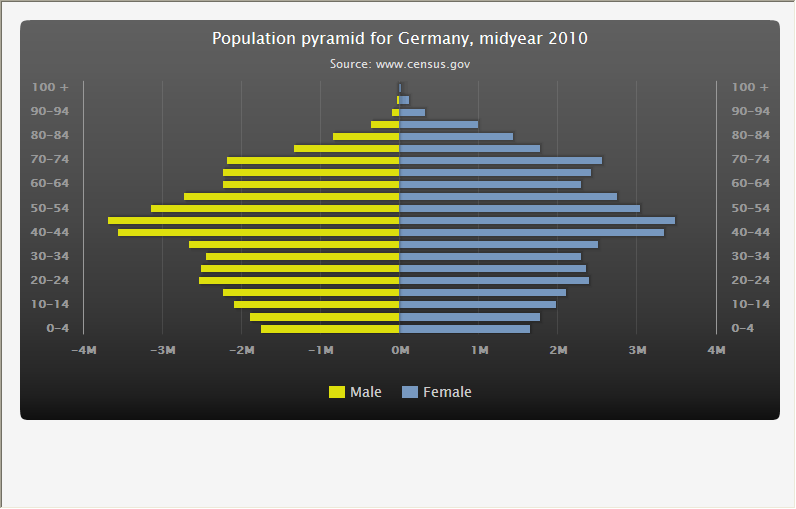 Population pyramid for Germany, midyear 2010
Source: www.census.gov
100 + 100 +
90-94 90-94
80-84 80-84
70-74 70-74
60-64 60-64
50-54 50-54
40-44 40-44
30-34 30-34
20-24 20-24
10-14 10-14
0-4 0-4
-4M -3M -2M -1M 0M 1M 2M 3M 4M
Male Female